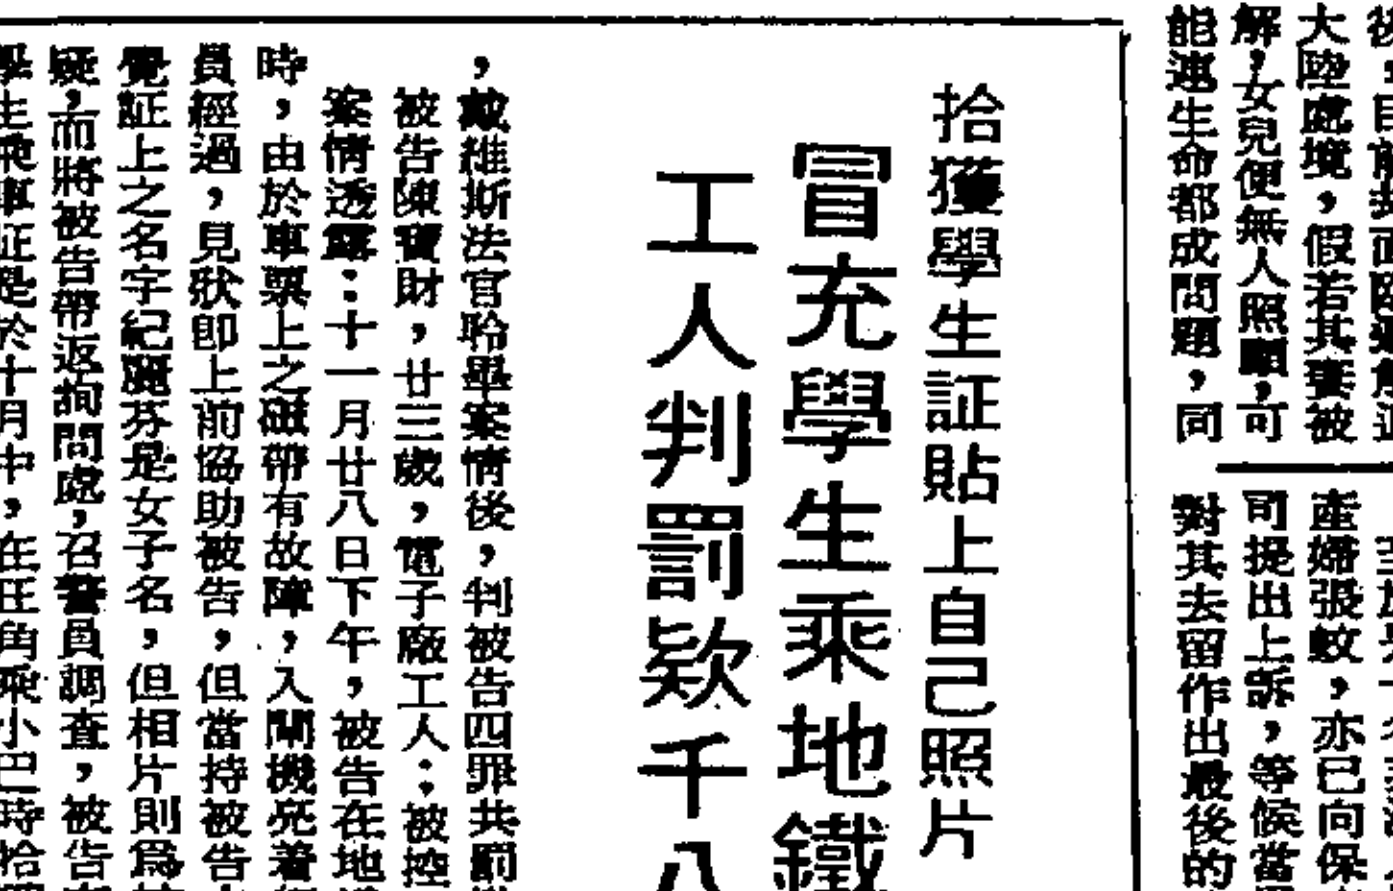 大陸處境，假若其妻被
解，女兒便無人照顧，可
能連生命都成問題，同
產婦張蚊，亦已向保
司提出上訴，等候當
對其去留作出最後的
拾獲學生証貼上自己照片
冒充學生乘地鐵
工人判罰欵千八
，戴維斯法官聆畢案情後，判被告四罪共罰
被告陳寶財，廿三歲，電子廠工人：被控
案情透露：十一月廿八日下午，被告在地
時，由於車票上之磁帶有故障，入閘機亮着
員經過，見狀卽上前協助被告，但當持被告
覺証上之名字紀麗芬是女子名，但相片則爲
疑，而將被告帶返詢問處，召警員調查，被告
學生乘車証是於十月中，在旺角乘小巴時拾